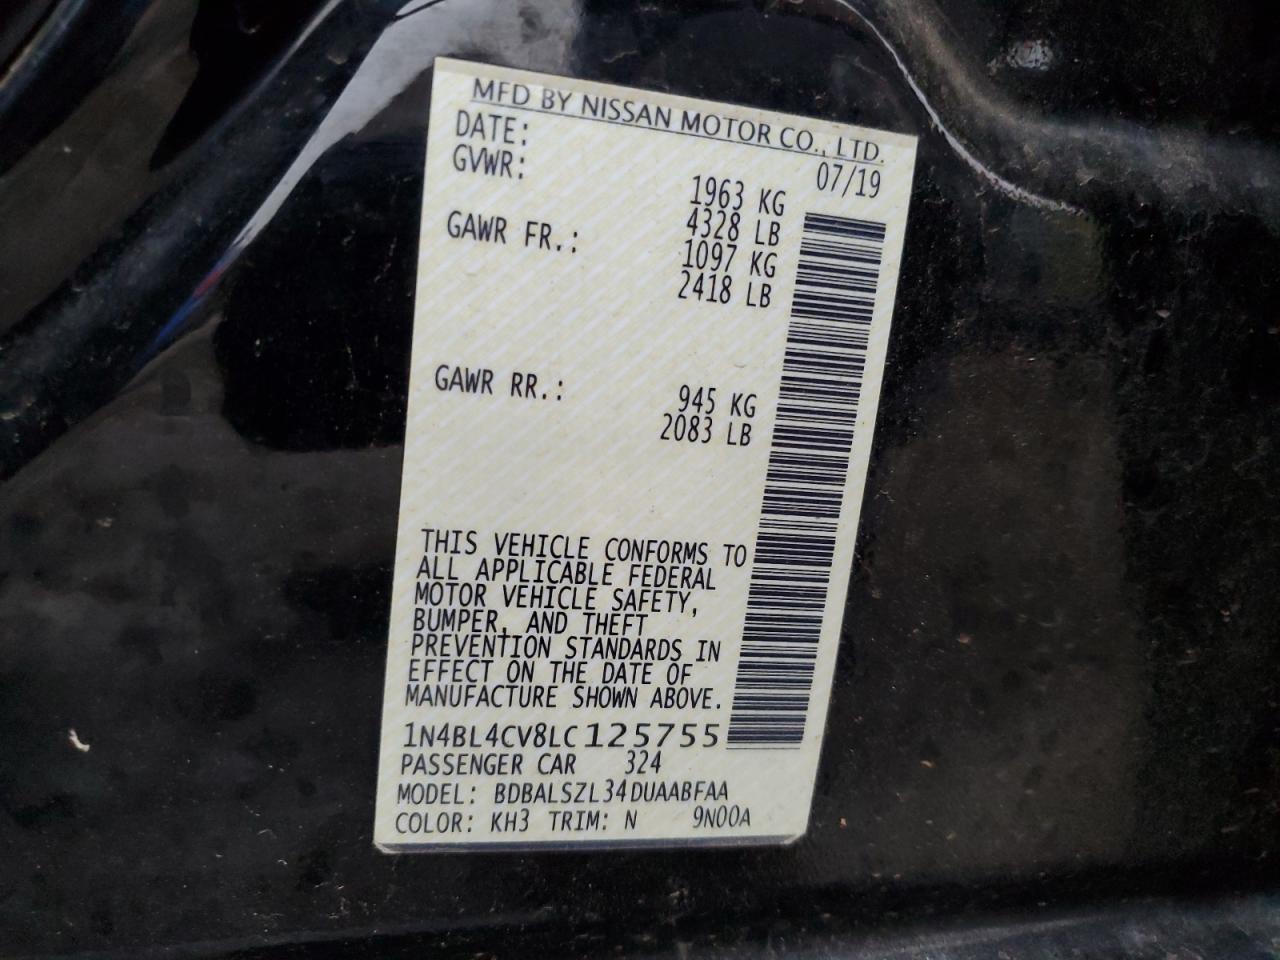 MFD BY NISSAN MOTOR CO., LTD.
DATE: 07/19
GVWR: 1963 KG
4328 LB
GAWR FR.: 1097 KG
2418 LB
GAWR RR.: 945 KG
2083 LB
THIS VEHICLE CONFORMS TO
ALL APPLICABLE FEDERAL
MOTOR VEHICLE SAFETY,
BUMPER, AND THEFT
PREVENTION STANDARDS IN
EFFECT ON THE DATE OF
MANUFACTURE SHOWN ABOVE.
1N4BL4CV8LC125755
PASSENGER CAR 324
MODEL: BDBALSZL34DUAABFAA
COLOR: KH3 TRIM: N 9N00A